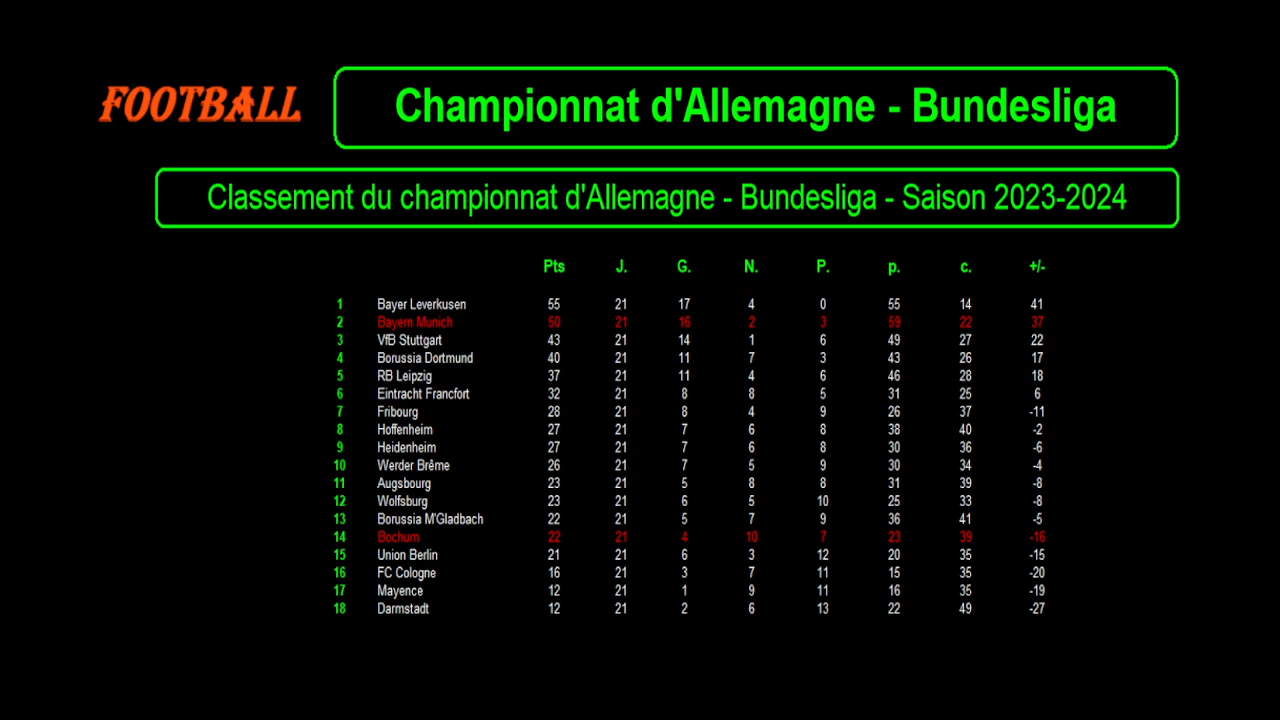 FOOTBALL
Championnat d'Allemagne - Bundesliga
Classement du championnat d'Allemagne - Bundesliga - Saison 2023-2024
Pts J. G. N. P. p. c. +/-
1 Bayer Leverkusen 55 21 17 4 0 55 14 41
2 Bayern Munich 50 21 16 2 3 59 22 37
3 VfB Stuttgart 43 21 14 1 6 49 27 22
4 Borussia Dortmund 40 21 11 7 3 43 26 17
5 RB Leipzig 37 21 11 4 6 46 28 18
6 Eintracht Francfort 32 21 8 8 5 31 25 6
7 Fribourg 28 21 8 4 9 26 37 -11
8 Hoffenheim 27 21 7 6 8 38 40 -2
9 Heidenheim 27 21 7 6 8 30 36 -6
10 Werder Brême 26 21 7 5 9 30 34 -4
11 Augsbourg 23 21 5 8 8 31 39 -8
12 Wolfsburg 23 21 6 5 10 25 33 -8
13 Borussia M'Gladbach 22 21 5 7 9 36 41 -5
14 Bochum 22 21 4 10 7 23 39 -16
15 Union Berlin 21 21 6 3 12 20 35 -15
16 FC Cologne 16 21 3 7 11 15 35 -20
17 Mayence 12 21 1 9 11 16 35 -19
18 Darmstadt 12 21 2 6 13 22 49 -27